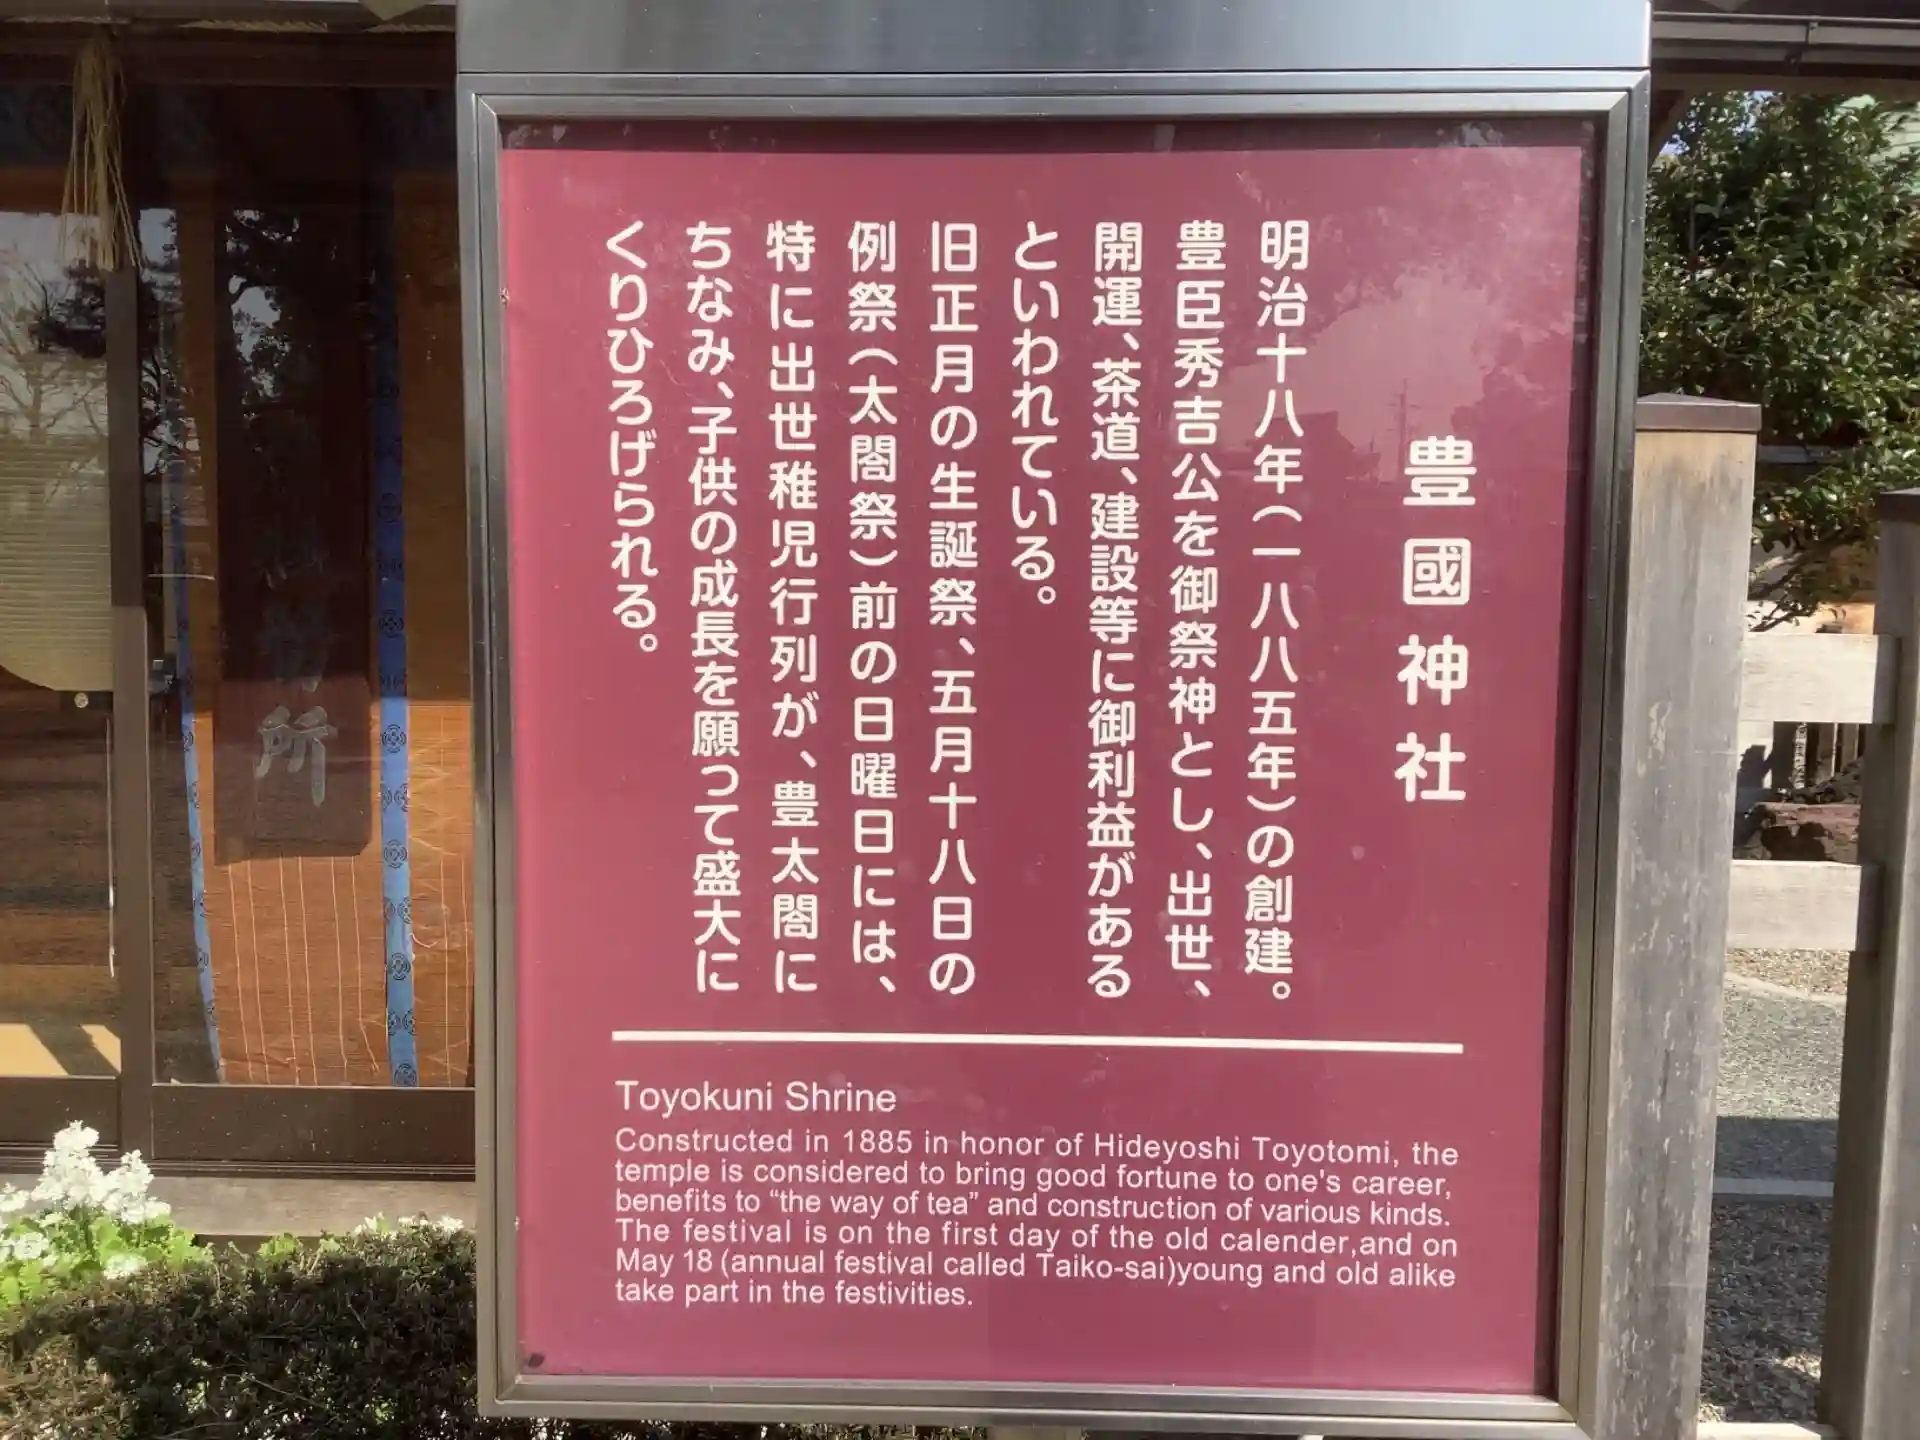 豊國神社
明治十八年（一八八五年）の創建。
豊臣秀吉公を御祭神とし、出世、
開運、茶道、建設等に御利益がある
といわれている。
旧正月の生誕祭、五月十八日の
例祭（太閤祭）前の日曜日には、
特に出世稚児行列が、豊太閤に
ちなみ、子供の成長を願って盛大に
くりひろげられる。
Toyokuni Shrine
Constructed in 1885 in honor of Hideyoshi Toyotomi, the
temple is considered to bring good fortune to one's career,
benefits to “the way of tea” and construction of various kinds.
The festival is on the first day of the old calender,and on
May 18 (annual festival called Taiko-sai)young and old alike
take part in the festivities.
所